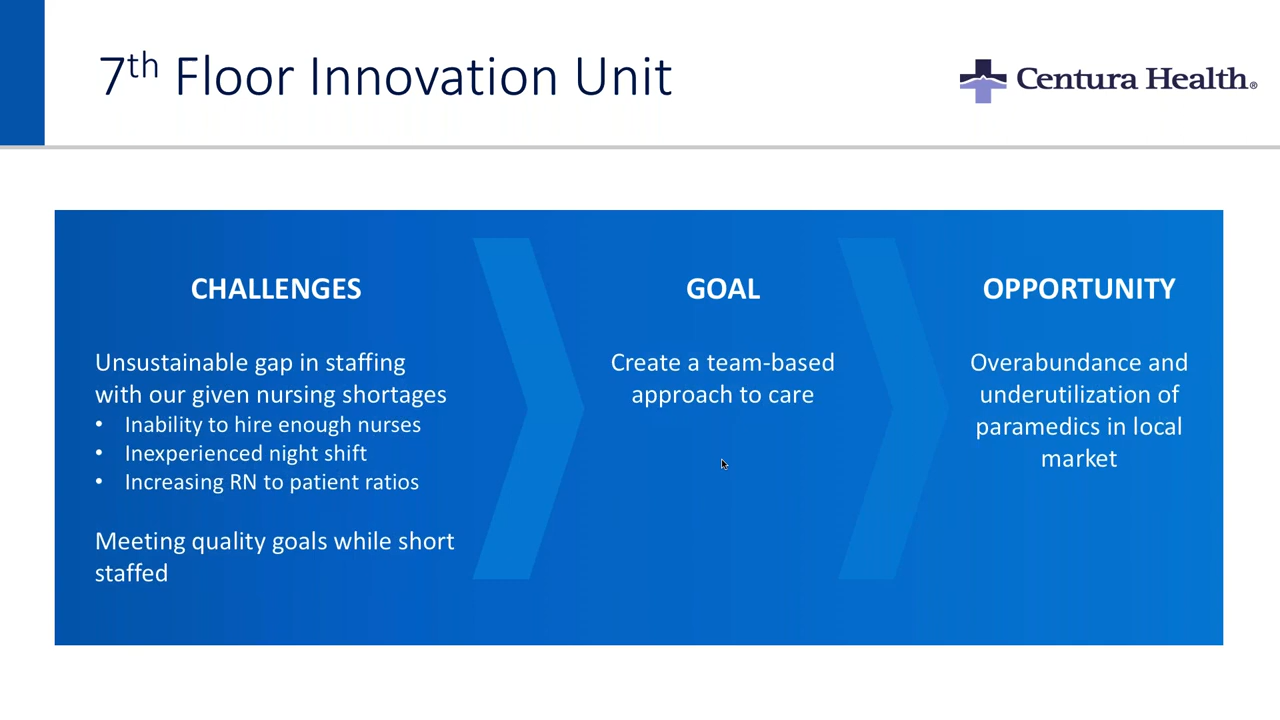 7th Floor Innovation Unit
Centura Health®
CHALLENGES
Unsustainable gap in staffing
with our given nursing shortages
• Inability to hire enough nurses
• Inexperienced night shift
• Increasing RN to patient ratios
Meeting quality goals while short
staffed
GOAL
Create a team-based
approach to care
OPPORTUNITY
Overabundance and
underutilization of
paramedics in local
market